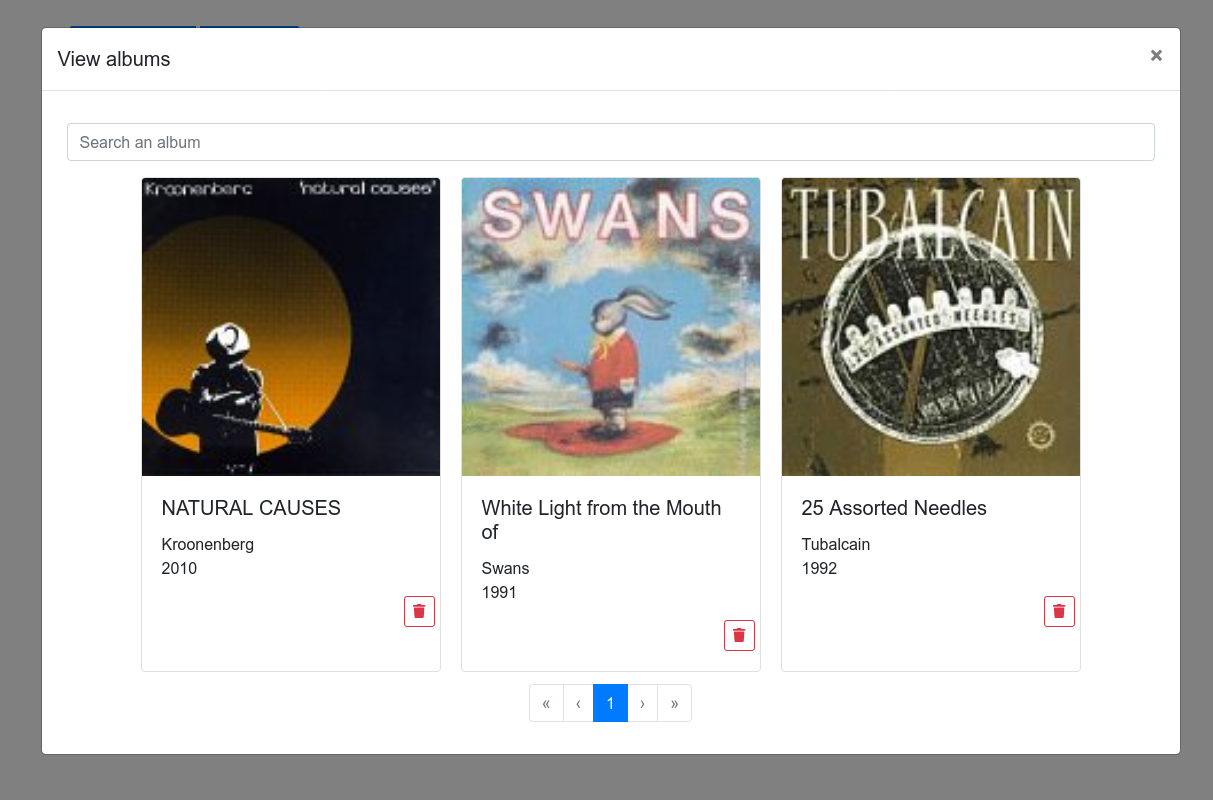 View albums
×
Search an album
Kroonenberg 'natural causes'
SWANS
TUBALCAIN
25 ASSORTED NEEDLES
NATURAL CAUSES
Kroonenberg
2010
White Light from the Mouth
of
Swans
1991
25 Assorted Needles
Tubalcain
1992
« ‹ 1 › »